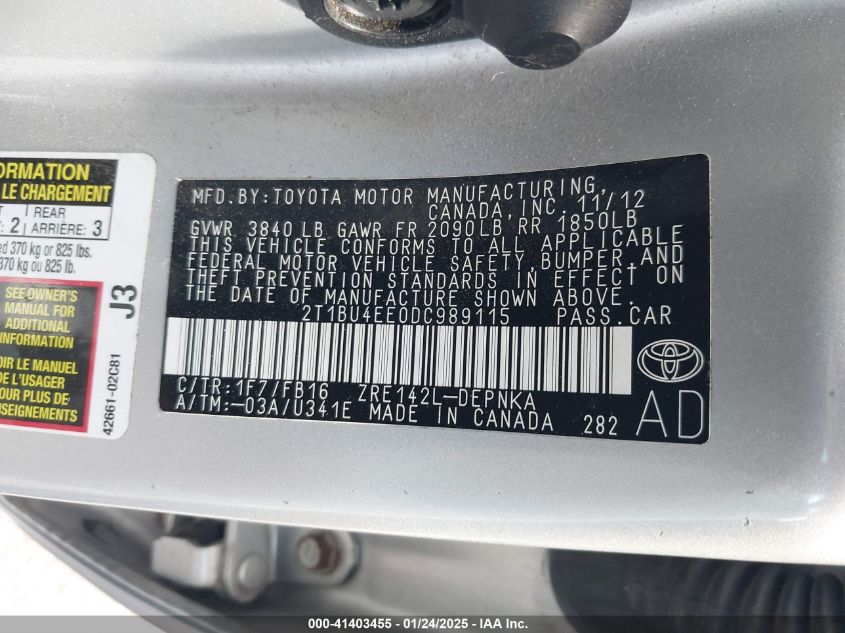 ORMATION
LE CHARGEMENT
REAR
: 2 ARRIÈRE: 3
ed 370 kg or 825 lbs.
370 kg ou 825 lb.
SEE OWNER'S
MANUAL FOR
ADDITIONAL
INFORMATION
OIR LE MANUEL
L'USAGER
POUR PLUS DE
J3
42661-02C81
MFD.BY:TOYOTA MOTOR MANUFACTURING,
CANADA,INC. 11/12
GVWR 3840 LB GAWR FR 2090LB RR 1850LB
THIS VEHICLE CONFORMS TO ALL APPLICABLE
FEDERAL MOTOR VEHICLE SAFETY, BUMPER,AND
THEFT PREVENTION STANDARDS IN EFFECT ON
THE DATE OF MANUFACTURE SHOWN ABOVE.
2T1BU4EE0DC989115 PASS.CAR
C/TR:1F7/FB16 ZRE142L-DEPNKA
A/TM:-03A/U341E MADE IN CANADA 282
AD
000-41403455 - 01/24/2025 - IAA Inc.